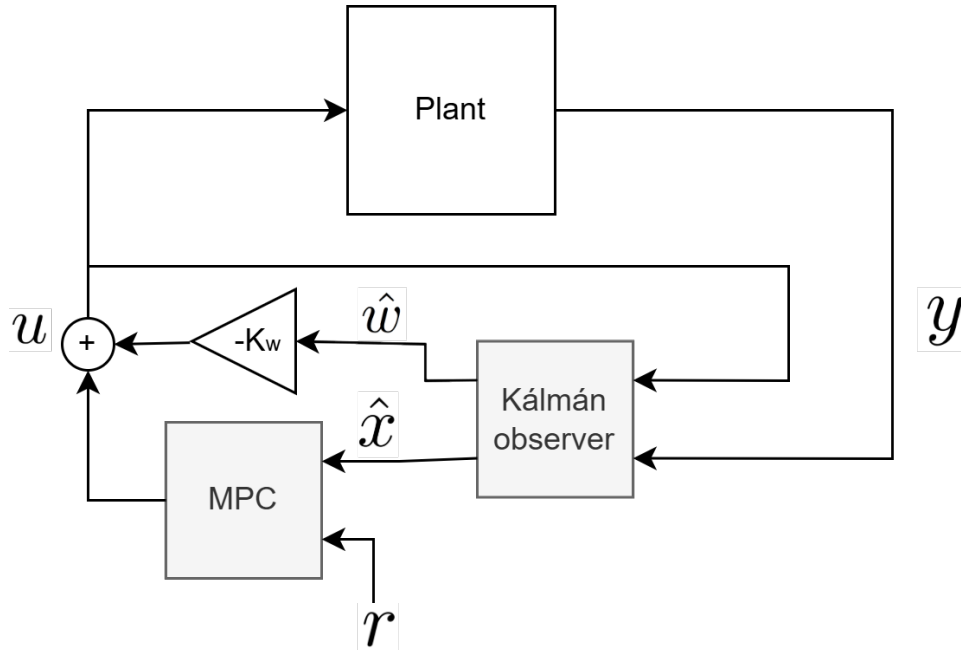 Plant
u
+
-Kw
ŵ
y
Kálmán
observer
x̂
MPC
r